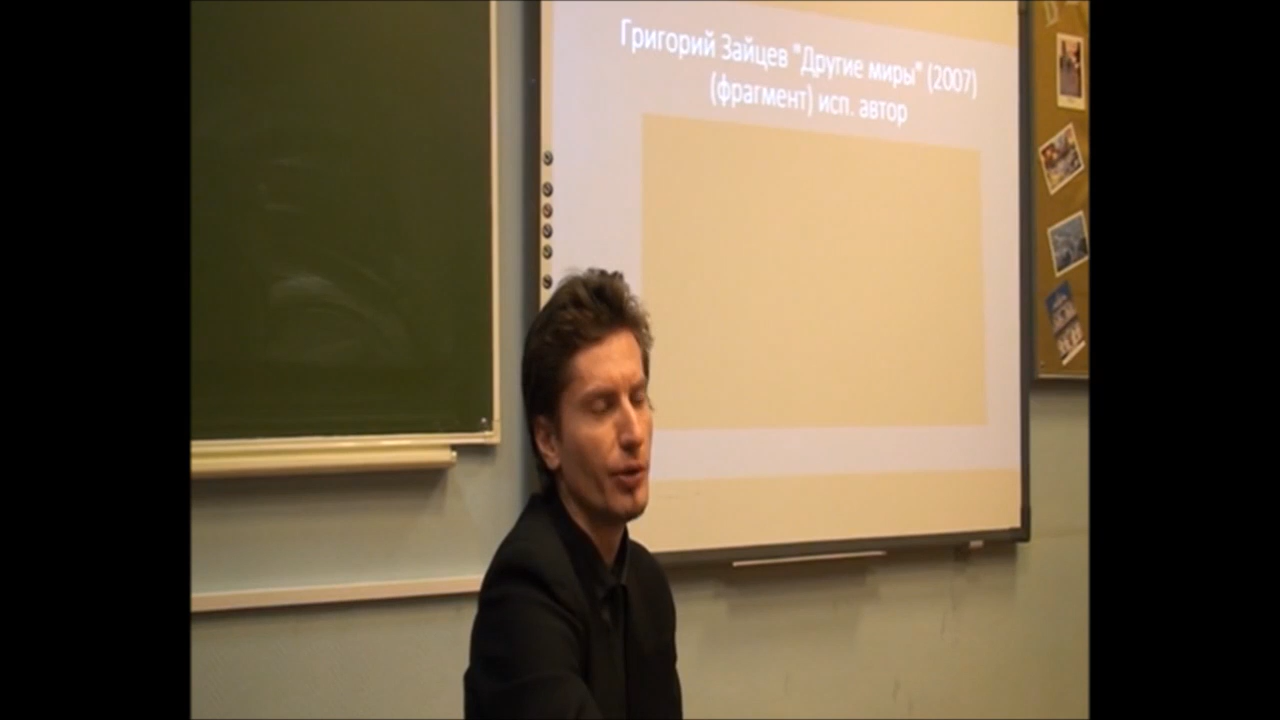 Григорий Зайцев "Другие миры" (2007)
(фрагмент) исп. автор